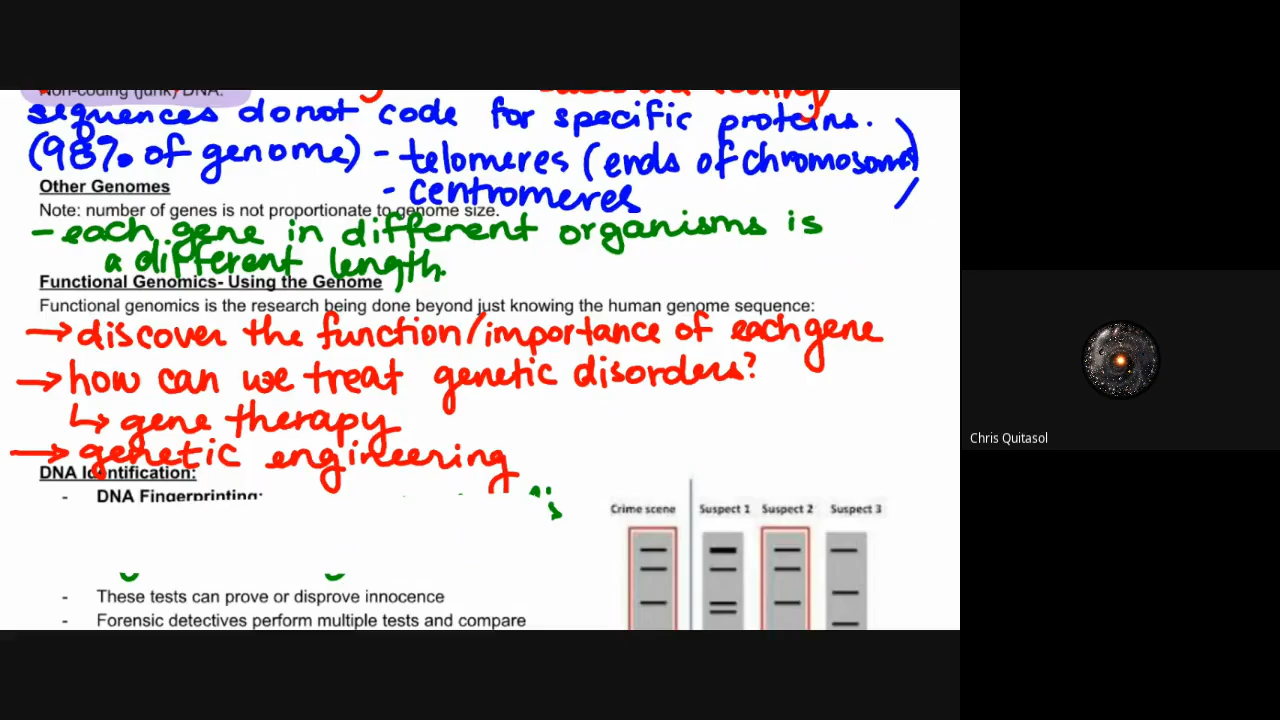 Non-coding (junk) DNA:
sequences do not code for specific proteins.
(98% of genome) - telomeres (ends of chromosomes)
- centromeres
Other Genomes
Note: number of genes is not proportionate to genome size.
- each gene in different organisms is
a different length.
Functional Genomics- Using the Genome
Functional genomics is the research being done beyond just knowing the human genome sequence:
→ discover the function/importance of each gene
→ how can we treat genetic disorders?
↳ gene therapy
→ genetic engineering
DNA Identification:
- DNA Fingerprinting:
Crime scene Suspect 1 Suspect 2 Suspect 3
- These tests can prove or disprove innocence
- Forensic detectives perform multiple tests and compare
Chris Quitasol